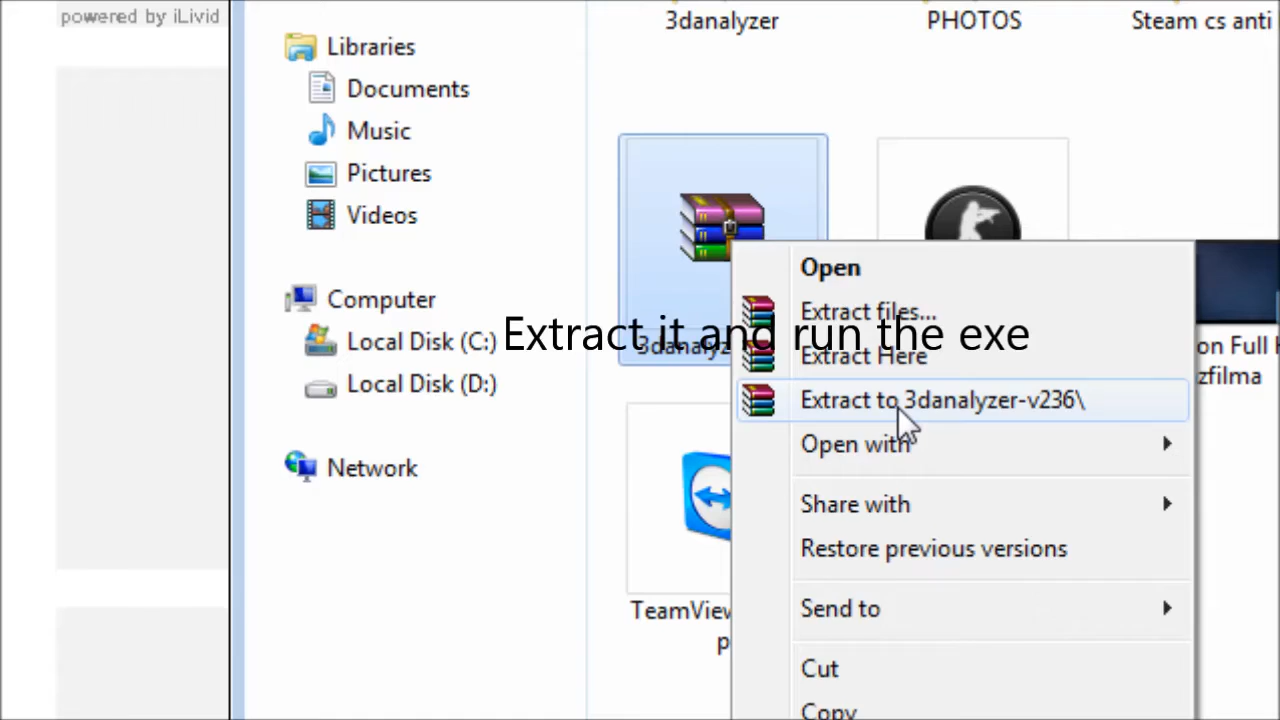 powered by iLivid
Libraries
Documents
Music
Pictures
Videos
Computer
Local Disk (C:)
Local Disk (D:)
Network
3danalyzer
PHOTOS
Steam cs anti
3danalyz
Extract it and run the exe
Open
Extract files...
Extract Here
Extract to 3danalyzer-v236\
Open with
Share with
Restore previous versions
Send to
Cut
Copy
on Full
zfilma
TeamView
p